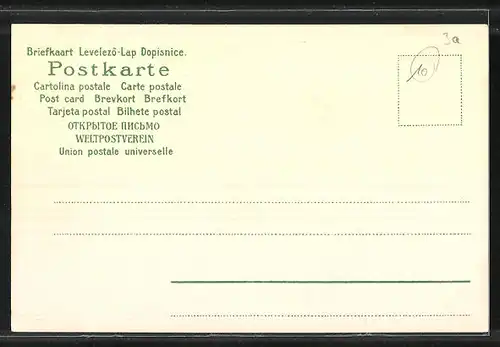 3a
10
Briefkaart Levelező-Lap Dopisnice.
Postkarte
Cartolina postale Carte postale
Post card Brevkort Brefkort
Tarjeta postal Bilhete postal
ОТКРЫТОЕ ПИСЬМО
WELTPOSTVEREIN
Union postale universelle